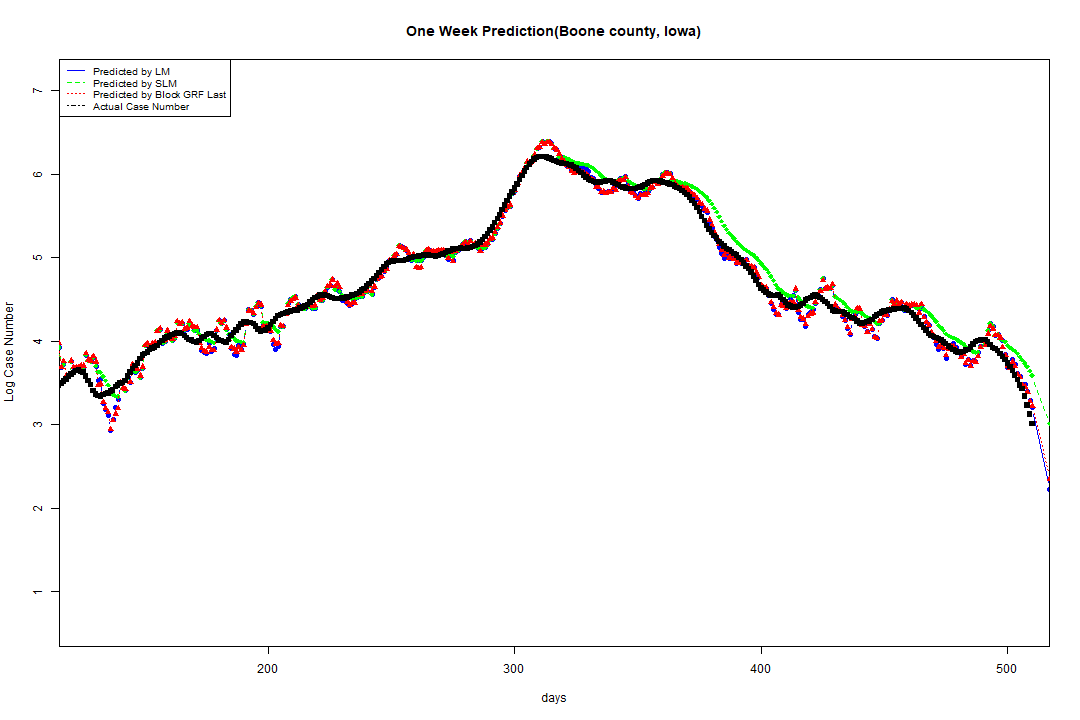 One Week Prediction(Boone county, Iowa)
Predicted by LM
Predicted by SLM
Predicted by Block GRF Last
Actual Case Number
7
6
5
4
3
2
1
Log Case Number
200
300
400
500
days